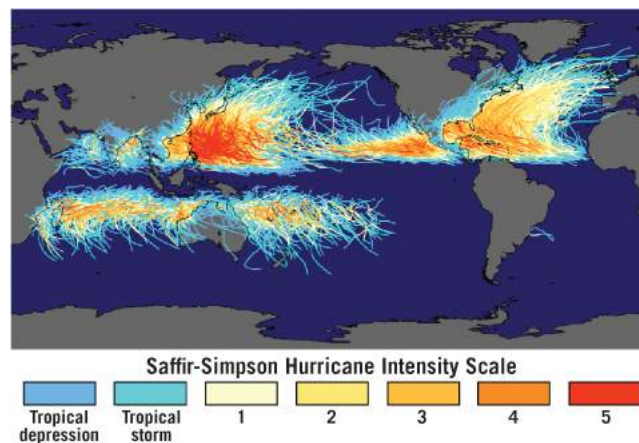 Saffir-Simpson Hurricane Intensity Scale
Tropical depression
Tropical storm
1
2
3
4
5